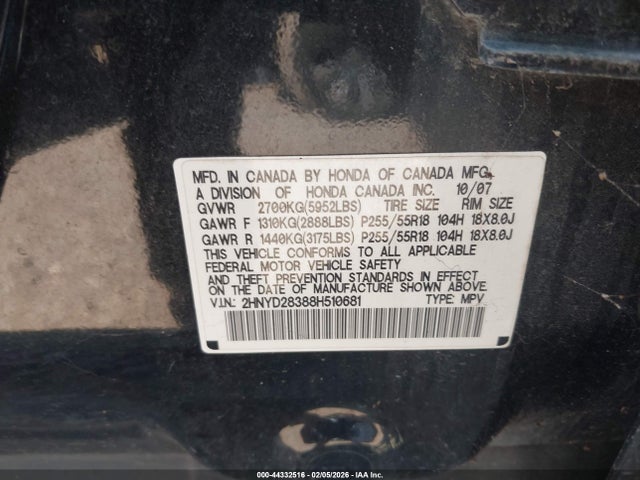 MFD. IN CANADA BY HONDA OF CANADA MFG.,
A DIVISION OF HONDA CANADA INC. 10/07
GVWR 2700KG(5952LBS) TIRE SIZE RIM SIZE
GAWR F 1310KG(2888LBS) P255/55R18 104H 18X8.0J
GAWR R 1440KG(3175LBS) P255/55R18 104H 18X8.0J
THIS VEHICLE CONFORMS TO ALL APPLICABLE
FEDERAL MOTOR VEHICLE SAFETY
AND THEFT PREVENTION STANDARDS IN EFFECT
ON THE DATE OF MANUFACTURE SHOWN ABOVE.
V.I.N: 2HNYD28388H510681 TYPE: MPV
000-44332516 - 02/05/2026 - IAAI.COM